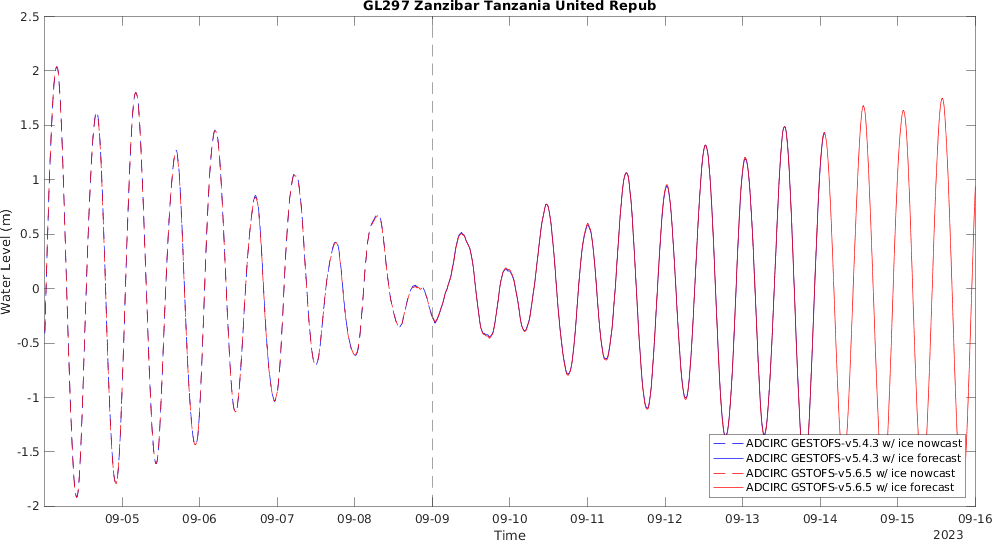 GL297 Zanzibar Tanzania United Repub
2.5
2
1.5
1
0.5
0
-0.5
-1
-1.5
-2
Water Level (m)
ADCIRC GESTOFS-v5.4.3 w/ ice nowcast
ADCIRC GESTOFS-v5.4.3 w/ ice forecast
ADCIRC GSTOFS-v5.6.5 w/ ice nowcast
ADCIRC GSTOFS-v5.6.5 w/ ice forecast
09-05 09-06 09-07 09-08 09-09 09-10 09-11 09-12 09-13 09-14 09-15 09-16
Time
2023